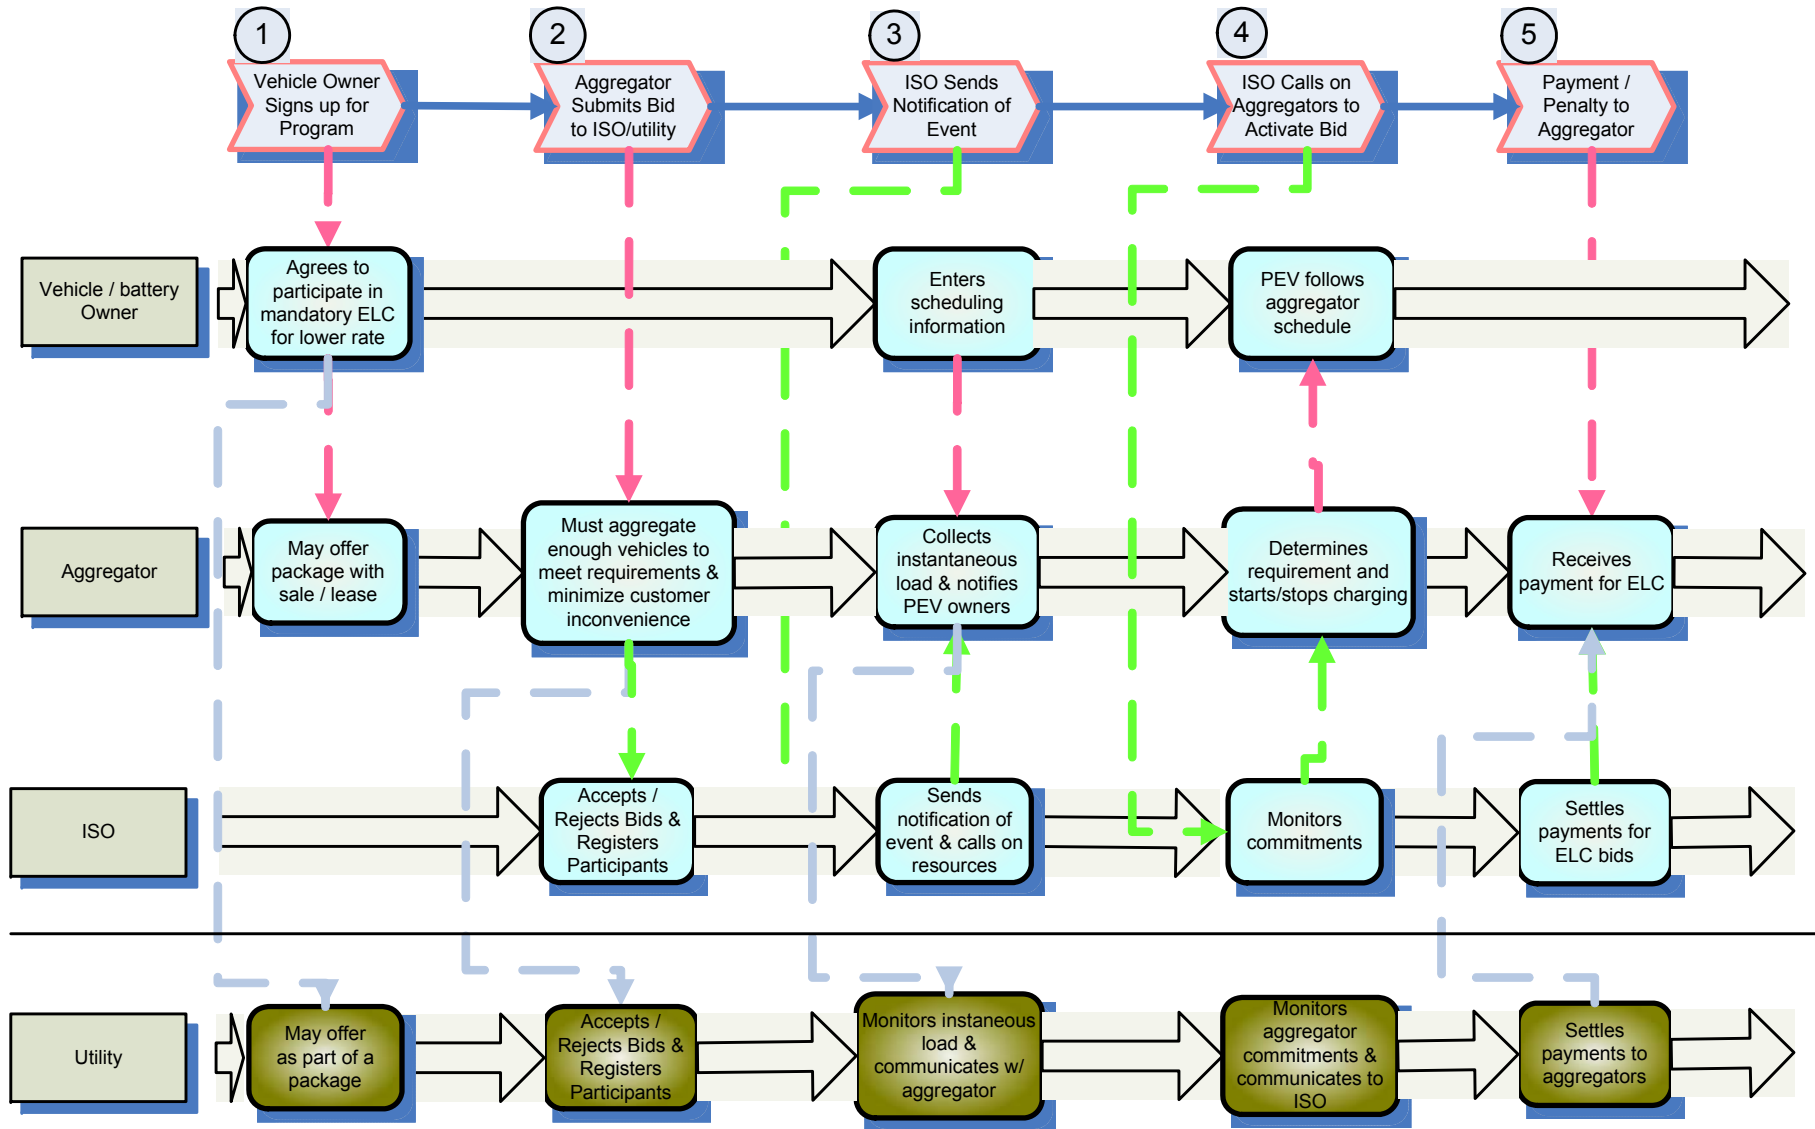 1
2
3
4
5
Vehicle Owner
Signs up for
Program
Aggregator
Submits Bid
to ISO/utility
ISO Sends
Notification of
Event
ISO Calls on
Aggregators to
Activate Bid
Payment /
Penalty to
Aggregator
Vehicle / battery
Owner
Agrees to
participate in
mandatory ELC
for lower rate
Enters
scheduling
information
PEV follows
aggregator
schedule
Aggregator
May offer
package with
sale / lease
Must aggregate
enough vehicles to
meet requirements &
minimize customer
inconvenience
Collects
instantaneous
load & notifies
PEV owners
Determines
requirement and
starts/stops charging
Receives
payment for ELC
ISO
Accepts /
Rejects Bids &
Registers
Participants
Sends
notification of
event & calls on
resources
Monitors
commitments
Settles
payments for
ELC bids
Utility
May offer
as part of a
package
Accepts /
Rejects Bids &
Registers
Participants
Monitors instaneous
load &
communicates w/
aggregator
Monitors
aggregator
commitments &
communicates to
ISO
Settles
payments to
aggregators